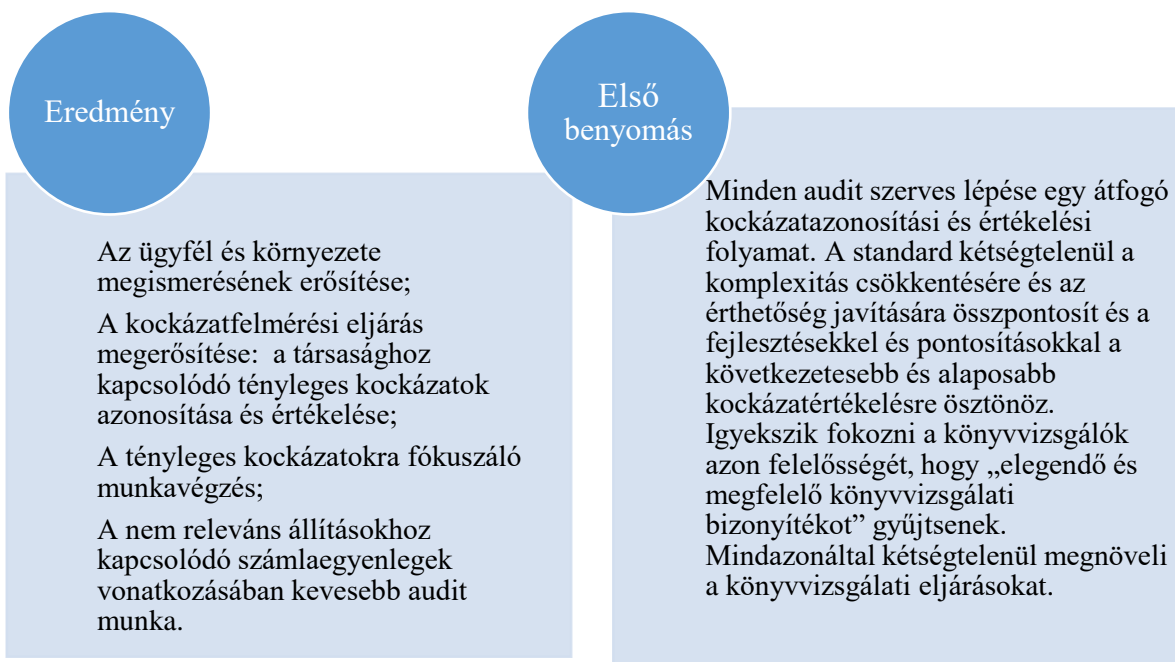 Eredmény
Az ügyfél és környezete
megismerésének erősítése;
A kockázatfelmérési eljárás
megerősítése:  a társasághoz
kapcsolódó tényleges kockázatok
azonosítása és értékelése;
A tényleges kockázatokra fókuszáló
munkavégzés;
A nem releváns állításokhoz
kapcsolódó számlaegyenlegek
vonatkozásában kevesebb audit
munka.
Első
benyomás
Minden audit szerves lépése egy átfogó
kockázatazonosítási és értékelési
folyamat. A standard kétségtelenül a
komplexitás csökkentésére és az
érthetőség javítására összpontosít és a
fejlesztésekkel és pontosításokkal a
következetesebb és alaposabb
kockázatértékelésre ösztönöz.
Igyekszik fokozni a könyvvizsgálók
azon felelősségét, hogy „elegendő és
megfelelő könyvvizsgálati
bizonyítékot” gyűjtsenek.
Mindazonáltal kétségtelenül megnöveli
a könyvvizsgálati eljárásokat.